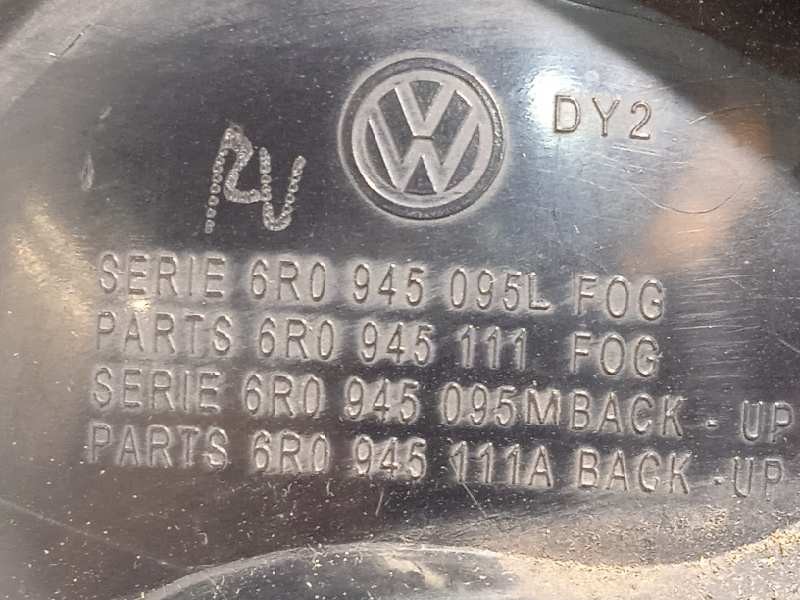 DY2
RV
SERIE 6R0 945 095L FOG
PARTS 6R0 945 111 FOG
SERIE 6R0 945 095M BACK-UP
PARTS 6R0 945 111A BACK-UP